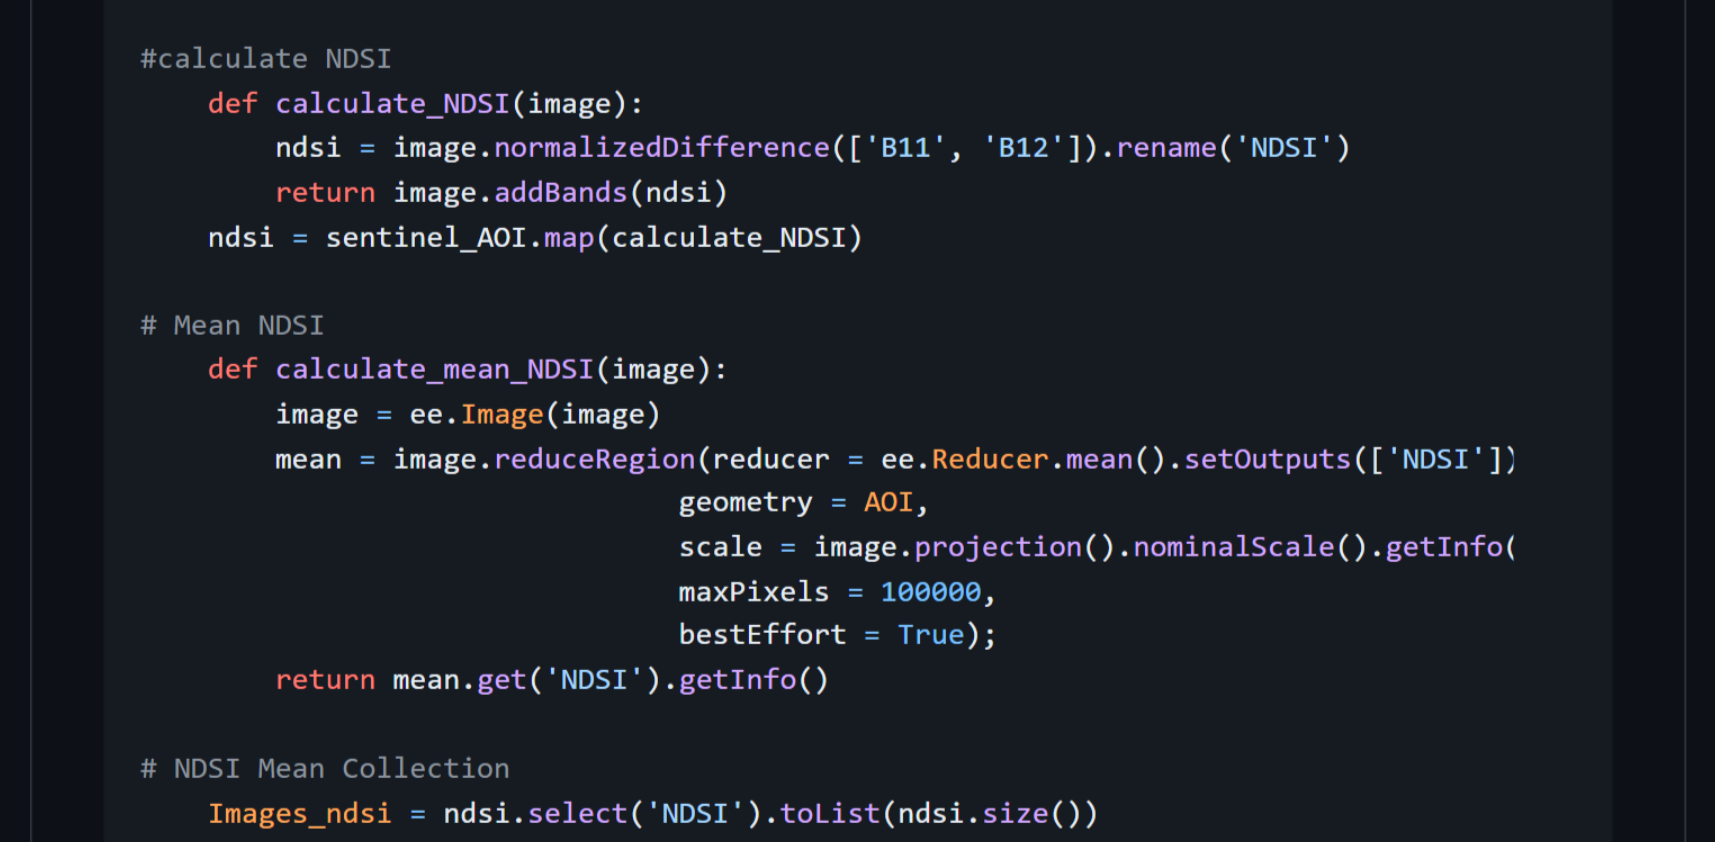 #calculate NDSI
def calculate_NDSI(image):
ndsi = image.normalizedDifference(['B11', 'B12']).rename('NDSI')
return image.addBands(ndsi)
ndsi = sentinel_AOI.map(calculate_NDSI)
# Mean NDSI
def calculate_mean_NDSI(image):
image = ee.Image(image)
mean = image.reduceRegion(reducer = ee.Reducer.mean().setOutputs(['NDSI'])
geometry = AOI,
scale = image.projection().nominalScale().getInfo(
maxPixels = 100000,
bestEffort = True);
return mean.get('NDSI').getInfo()
# NDSI Mean Collection
Images_ndsi = ndsi.select('NDSI').toList(ndsi.size())